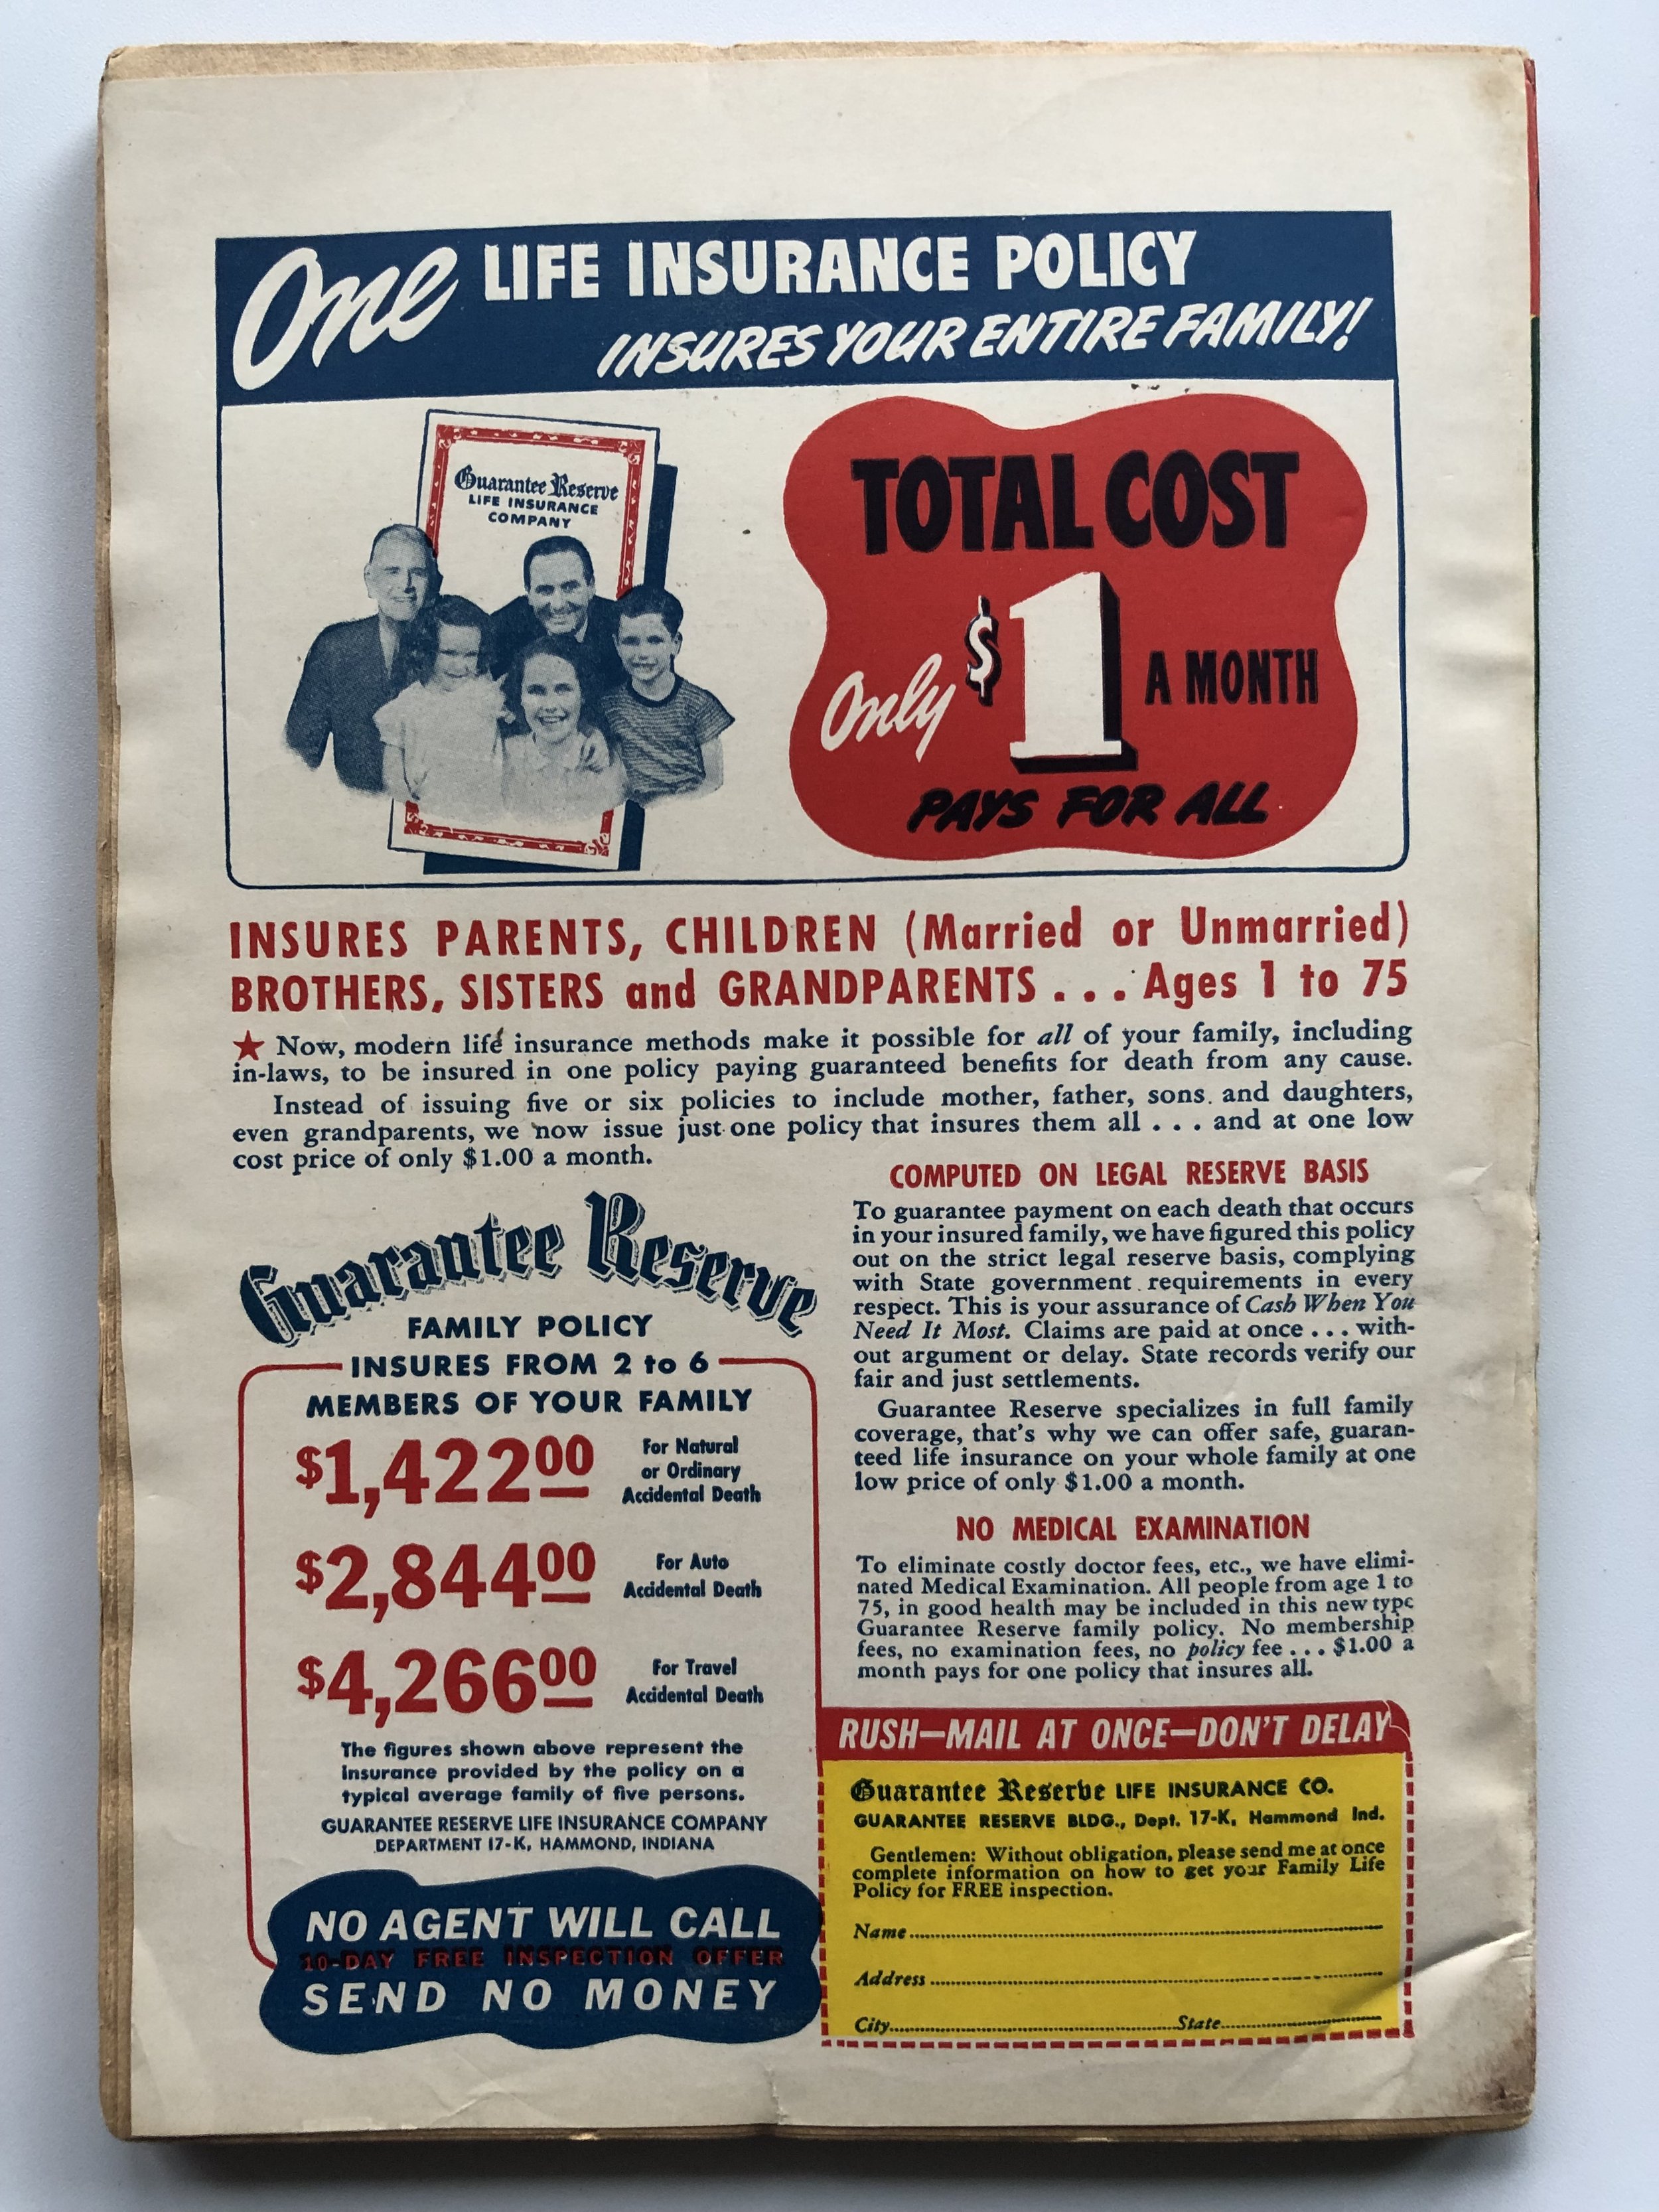 One LIFE INSURANCE POLICY
INSURES YOUR ENTIRE FAMILY!
Guarantee Reserve
LIFE INSURANCE
COMPANY
TOTAL COST
Only $1 A MONTH
PAYS FOR ALL
INSURES PARENTS, CHILDREN (Married or Unmarried)
BROTHERS, SISTERS and GRANDPARENTS . . . Ages 1 to 75
★ Now, modern life insurance methods make it possible for all of your family, including
in-laws, to be insured in one policy paying guaranteed benefits for death from any cause.
Instead of issuing five or six policies to include mother, father, sons and daughters,
even grandparents, we now issue just one policy that insures them all . . . and at one low
cost price of only $1.00 a month.
Guarantee Reserve
FAMILY POLICY
INSURES FROM 2 to 6
MEMBERS OF YOUR FAMILY
$1,422.00 For Natural
or Ordinary
Accidental Death
$2,844.00 For Auto
Accidental Death
$4,266.00 For Travel
Accidental Death
The figures shown above represent the
insurance provided by the policy on a
typical average family of five persons.
GUARANTEE RESERVE LIFE INSURANCE COMPANY
DEPARTMENT 17-K, HAMMOND, INDIANA
NO AGENT WILL CALL
10-DAY FREE INSPECTION OFFER
SEND NO MONEY
COMPUTED ON LEGAL RESERVE BASIS
To guarantee payment on each death that occurs
in your insured family, we have figured this policy
out on the strict legal reserve basis, complying
with State government requirements in every
respect. This is your assurance of Cash When You
Need It Most. Claims are paid at once . . . with-
out argument or delay. State records verify our
fair and just settlements.
Guarantee Reserve specializes in full family
coverage, that's why we can offer safe, guaran-
teed life insurance on your whole family at one
low price of only $1.00 a month.
NO MEDICAL EXAMINATION
To eliminate costly doctor fees, etc., we have elimi-
nated Medical Examination. All people from age 1 to
75, in good health may be included in this new type
Guarantee Reserve family policy. No membership
fees, no examination fees, no policy fee . . . $1.00 a
month pays for one policy that insures all.
RUSH—MAIL AT ONCE—DON'T DELAY
Guarantee Reserve LIFE INSURANCE CO.
GUARANTEE RESERVE BLDG., Dept. 17-K, Hammond Ind.
Gentlemen: Without obligation, please send me at once
complete information on how to get your Family Life
Policy for FREE inspection.
Name
Address
City State